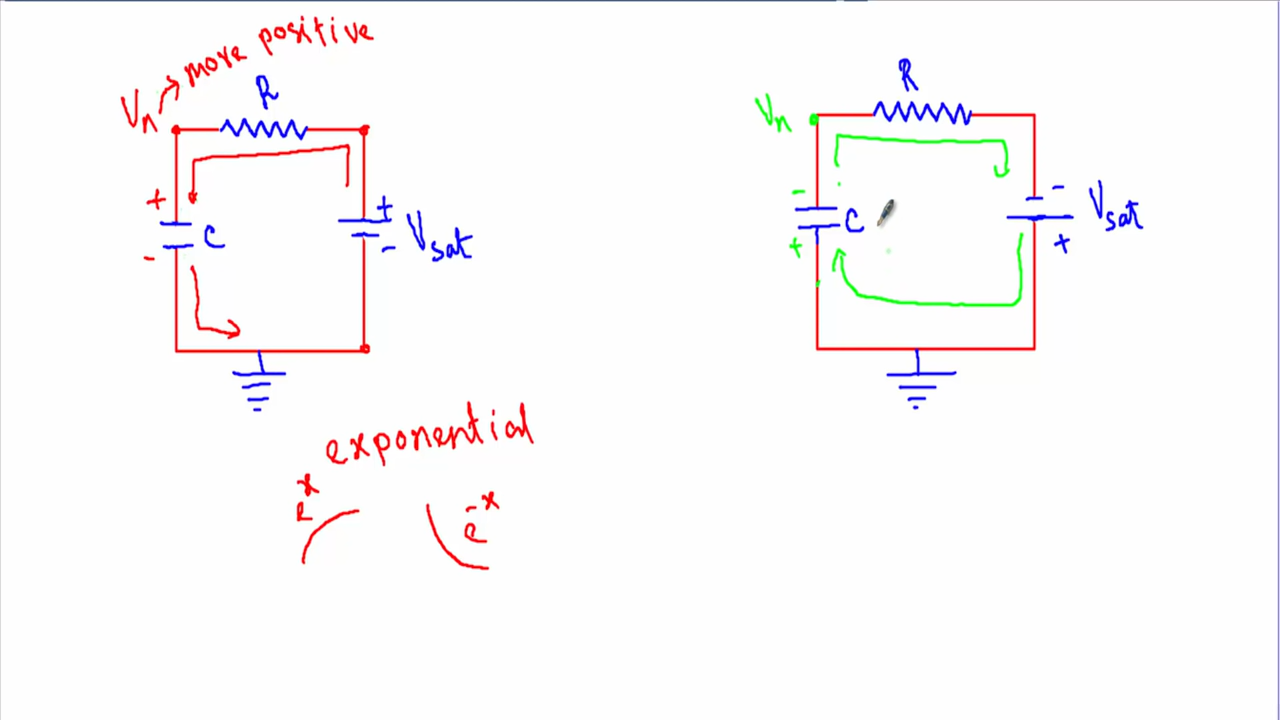 Vn → more positive
R
+
C
-
+
Vsat
-
exponential
e^x
e^-x
Vn
R
-
C
+
-
Vsat
+